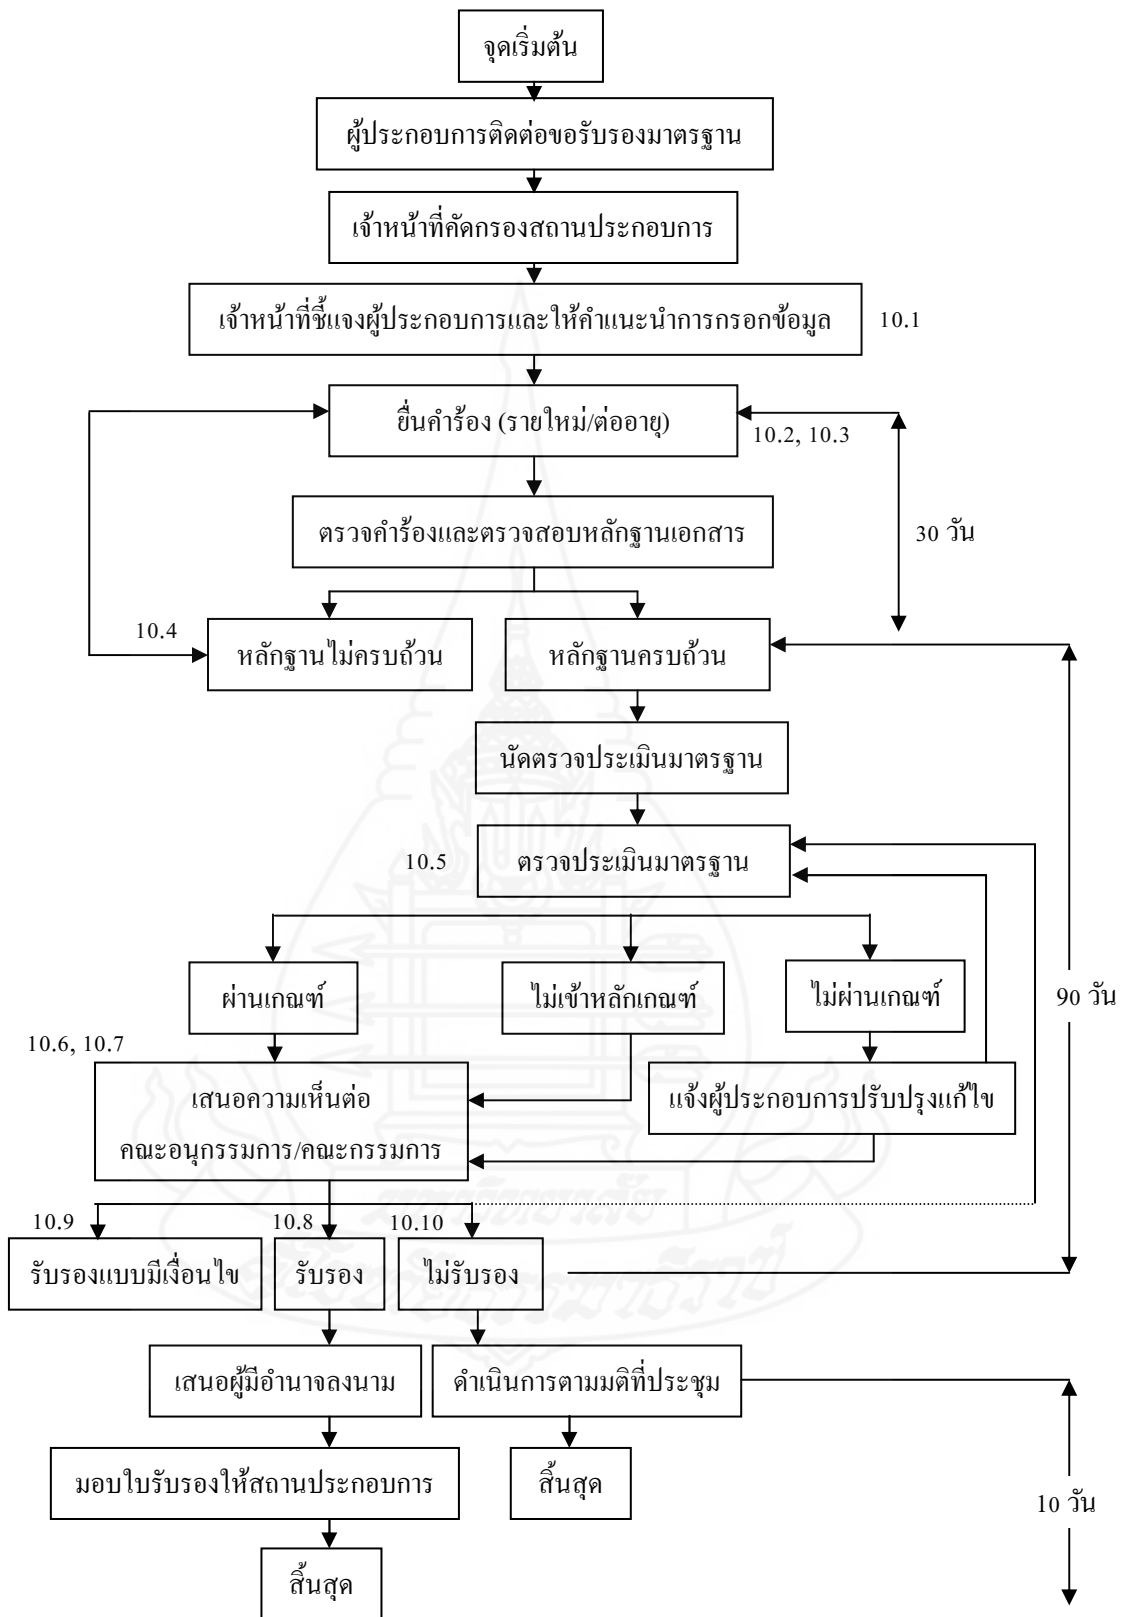 จุดเริ่มต้น
ผู้ประกอบการติดต่อขอรับรองมาตรฐาน
เจ้าหน้าที่คัดกรองสถานประกอบการ
เจ้าหน้าที่ชี้แจงผู้ประกอบการและให้คำแนะนำการกรอกข้อมูล
10.1
ยื่นคำร้อง (รายใหม่/ต่ออายุ)
10.2, 10.3
ตรวจคำร้องและตรวจสอบหลักฐานเอกสาร
30 วัน
10.4
หลักฐานไม่ครบถ้วน
หลักฐานครบถ้วน
นัดตรวจประเมินมาตรฐาน
10.5
ตรวจประเมินมาตรฐาน
ผ่านเกณฑ์
ไม่เข้าหลักเกณฑ์
ไม่ผ่านเกณฑ์
90 วัน
10.6, 10.7
เสนอความเห็นต่อ
คณะอนุกรรมการ/คณะกรรมการ
แจ้งผู้ประกอบการปรับปรุงแก้ไข
10.9
10.8
10.10
รับรองแบบมีเงื่อนไข
รับรอง
ไม่รับรอง
เสนอผู้มีอำนาจลงนาม
ดำเนินการตามมติที่ประชุม
มอบใบรับรองให้สถานประกอบการ
สิ้นสุด
10 วัน
สิ้นสุด